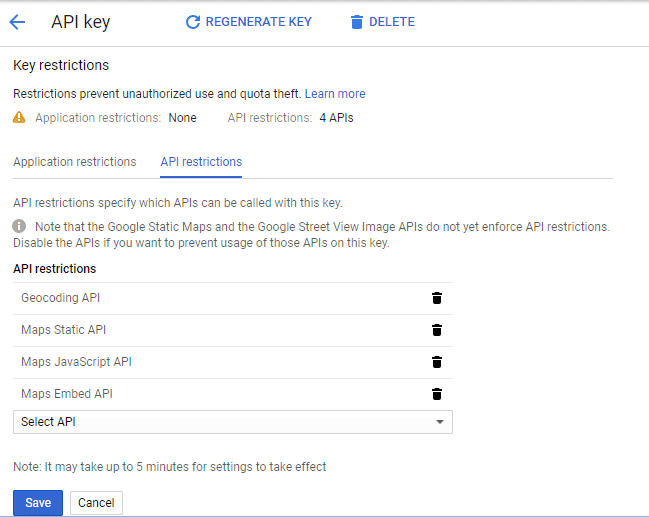 API key REGENERATE KEY DELETE
Key restrictions
Restrictions prevent unauthorized use and quota theft. Learn more
Application restrictions: None API restrictions: 4 APIs
Application restrictions API restrictions
API restrictions specify which APIs can be called with this key.
Note that the Google Static Maps and the Google Street View Image APIs do not yet enforce API restrictions.
Disable the APIs if you want to prevent usage of those APIs on this key.
API restrictions
Geocoding API
Maps Static API
Maps JavaScript API
Maps Embed API
Select API
Note: It may take up to 5 minutes for settings to take effect
Save Cancel